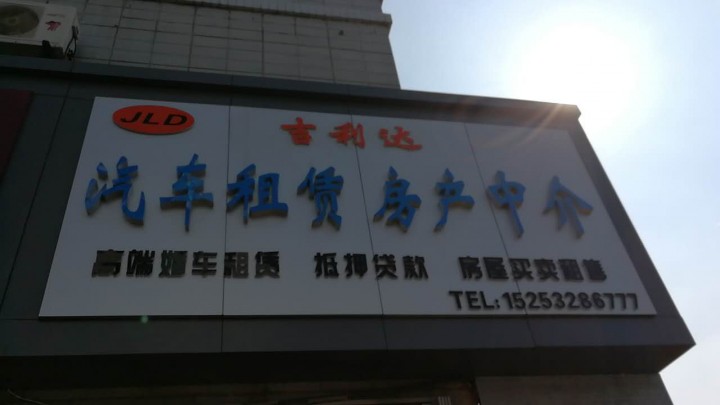 JLD 吉利达
汽车租赁 房产中介
高端婚车租赁 抵押贷款 房屋买卖租售
TEL:15253286777